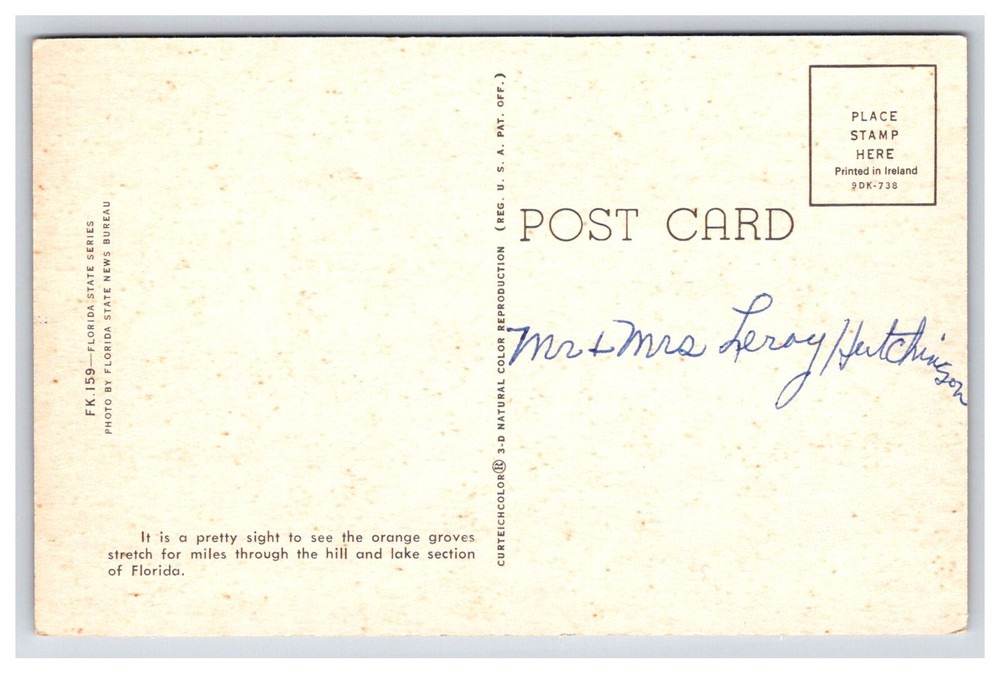 FK.159—FLORIDA STATE SERIES
PHOTO BY FLORIDA STATE NEWS BUREAU
It is a pretty sight to see the orange groves
stretch for miles through the hill and lake section
of Florida.
CURTEICHCOLOR® 3-D NATURAL COLOR REPRODUCTION (REG. U. S. A. PAT. OFF.)
POST CARD
PLACE
STAMP
HERE
Printed in Ireland
9DK-738
Mr + Mrs Leroy Hutchinson